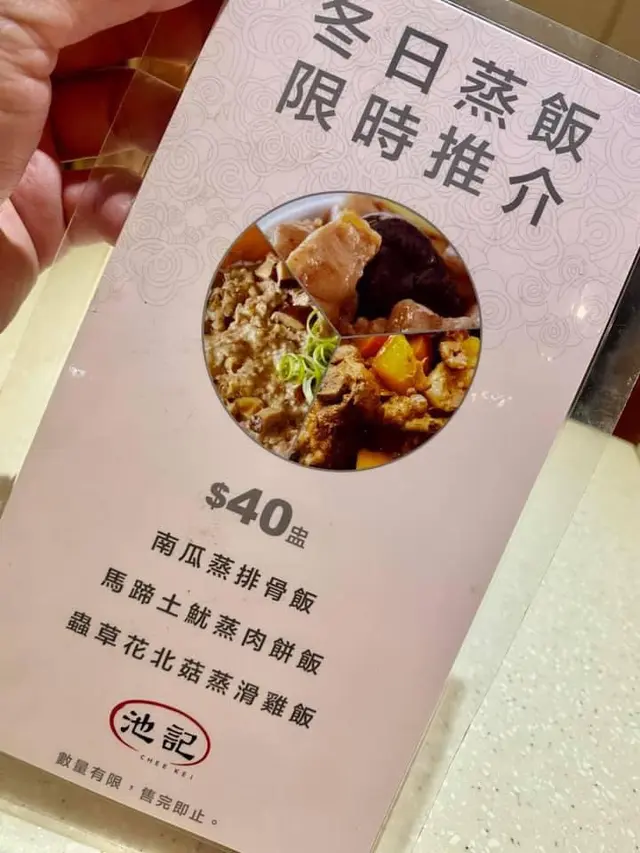 冬日蒸飯
限時推介
$40盅
南瓜蒸排骨飯
馬蹄土魷蒸肉餅飯
蟲草花北菇蒸滑雞飯
池記
CHEE KEI
數量有限，售完即止。